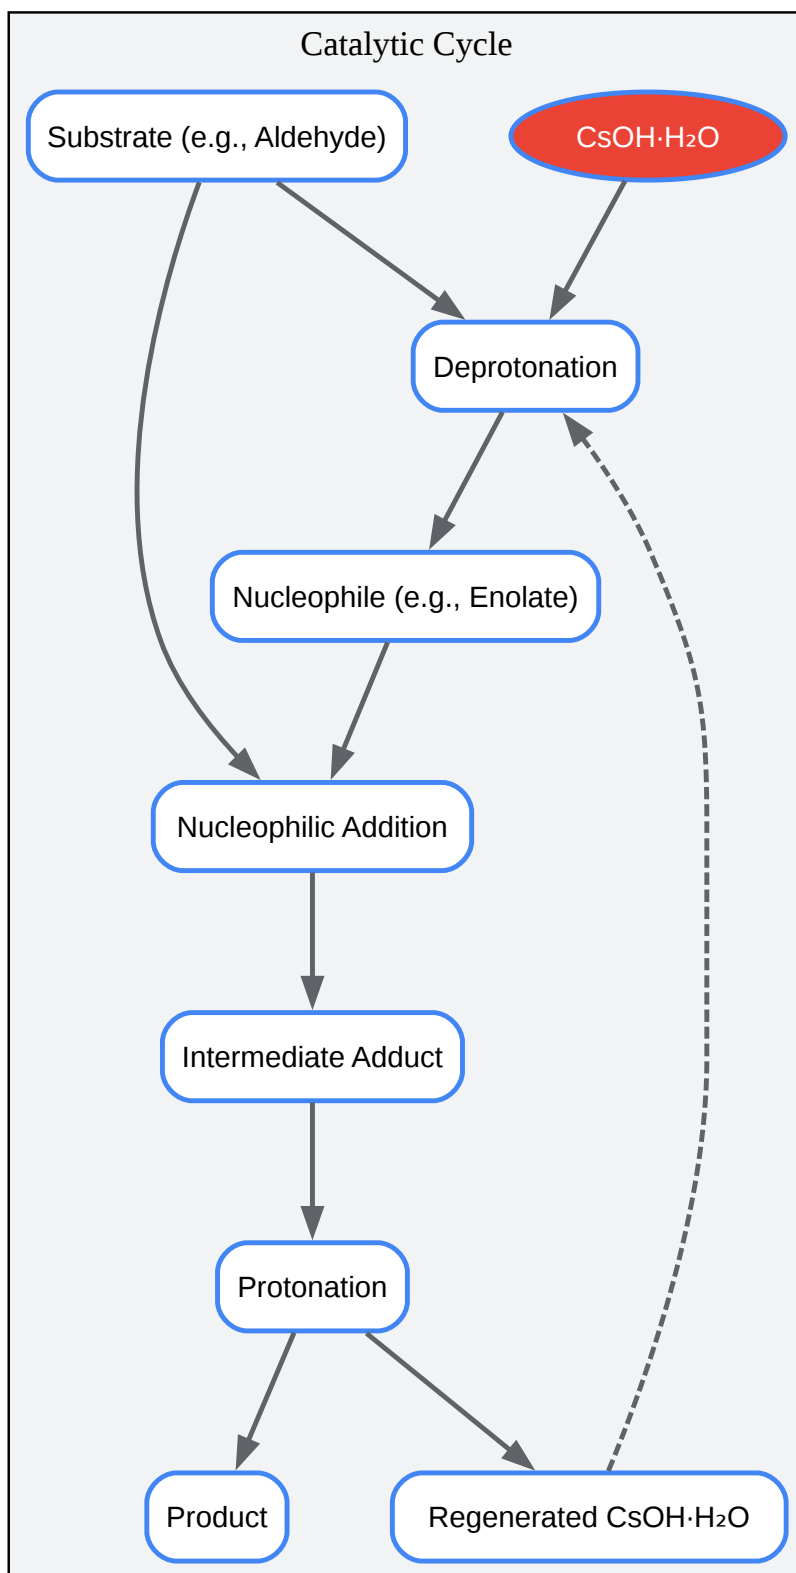 Catalytic Cycle
Substrate (e.g., Aldehyde)
CsOH·H₂O
Deprotonation
Nucleophile (e.g., Enolate)
Nucleophilic Addition
Intermediate Adduct
Protonation
Product
Regenerated CsOH·H₂O